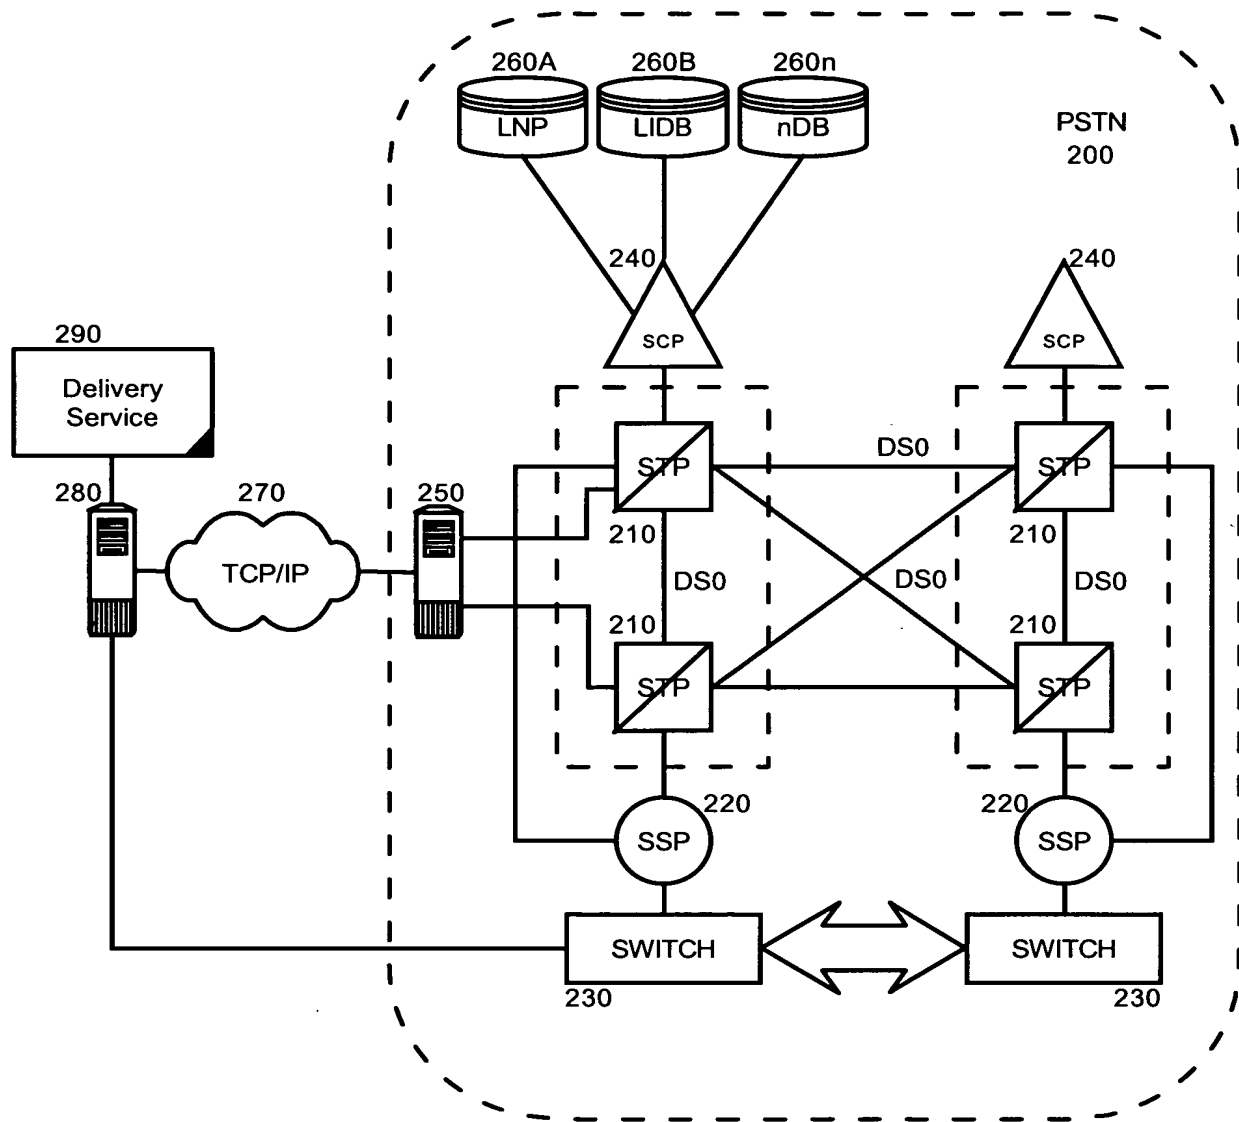 260A
260B
260n
LNP
LIDB
nDB
PSTN
200
240
240
SCP
SCP
290
Delivery
Service
DS0
STP
STP
280
270
250
210
210
TCP/IP
DS0
DS0
DS0
210
210
STP
STP
220
220
SSP
SSP
SWITCH
SWITCH
230
230